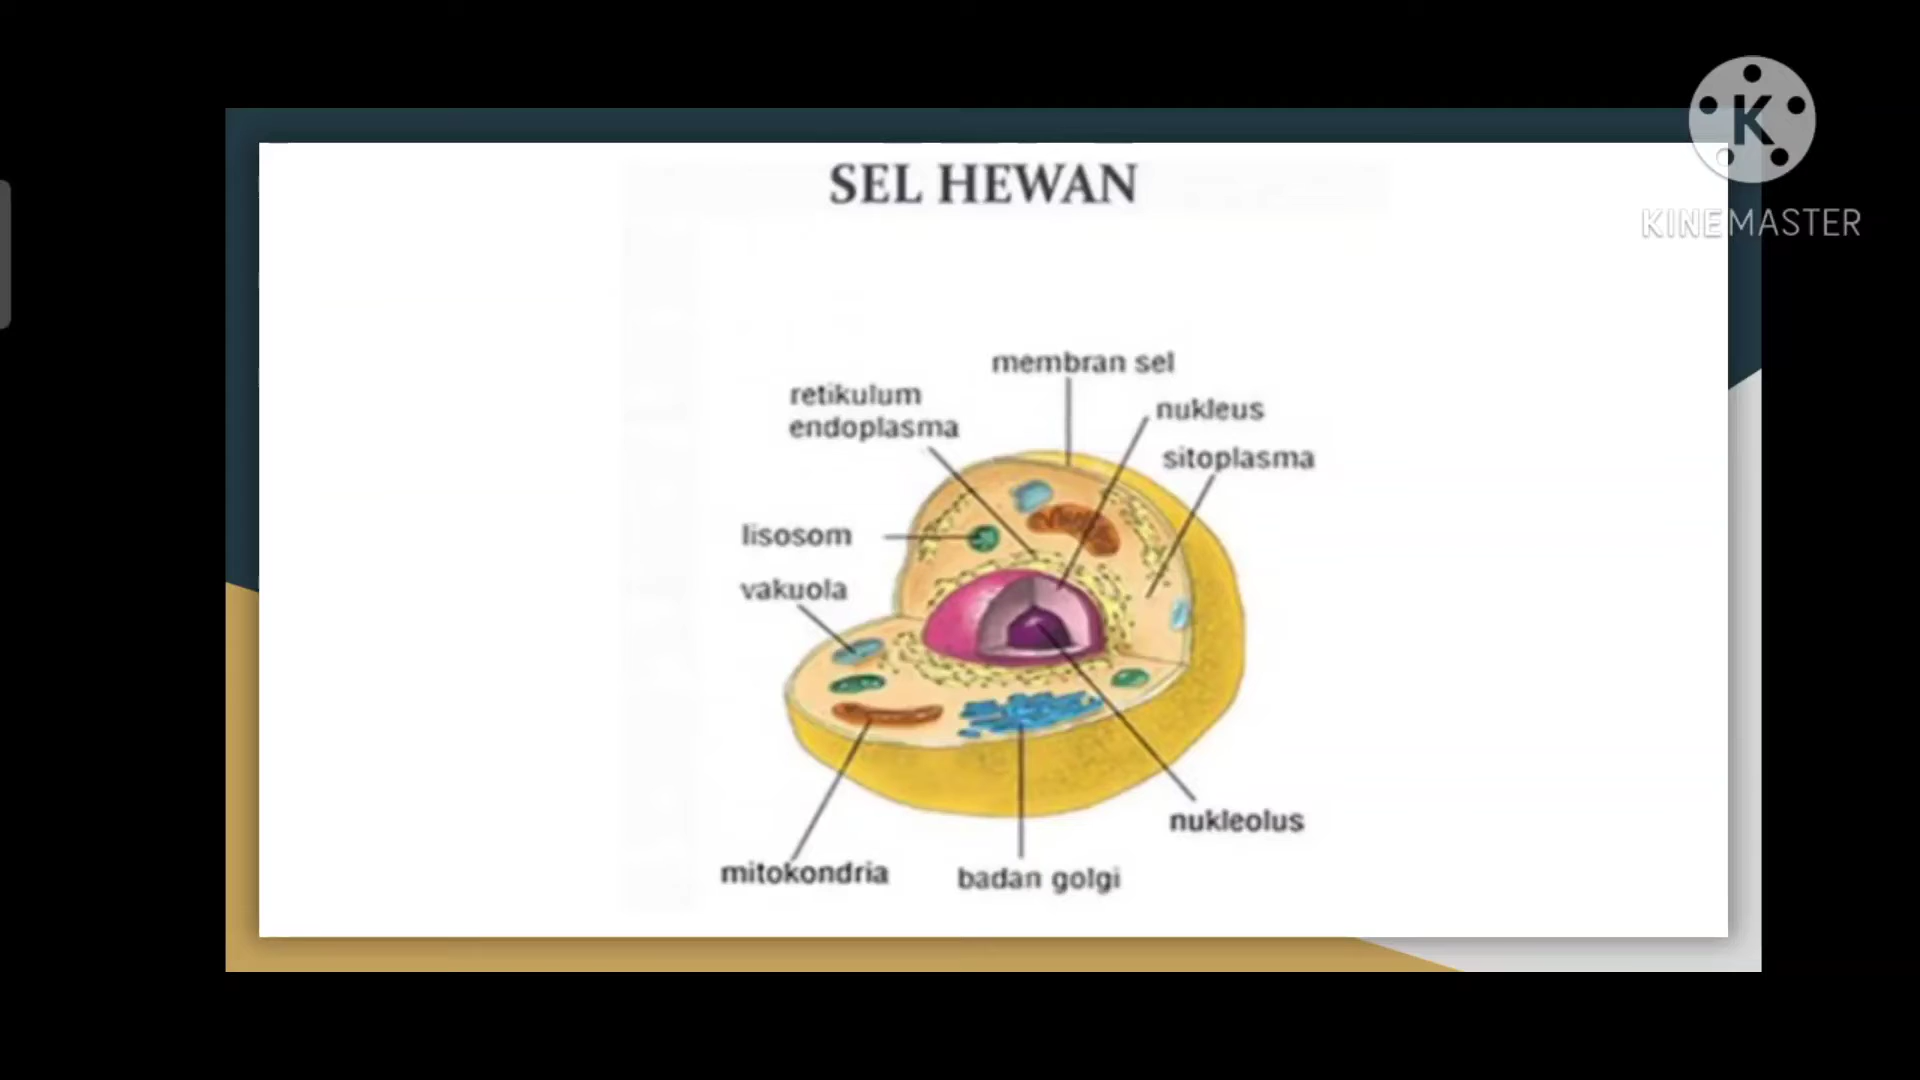 SEL HEWAN
K
KINEMASTER
membran sel
retikulum
endoplasma
nukleus
sitoplasma
lisosom
vakuola
nukleolus
mitokondria
badan golgi